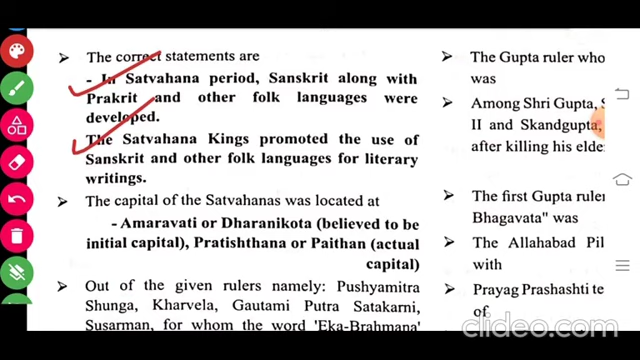 The correct statements are
- In Satvahana period, Sanskrit along with
Prakrit and other folk languages were
developed.
The Satvahana Kings promoted the use of
Sanskrit and other folk languages for literary
writings.
The capital of the Satvahanas was located at
- Amaravati or Dharanikota (believed to be
initial capital), Pratishthana or Paithan (actual
capital)
Out of the given rulers namely: Pushyamitra
Shunga, Kharvela, Gautami Putra Satakarni,
Susarman, for whom the word 'Eka-Brahmana'
The Gupta ruler who
was
Among Shri Gupta,
II and Skandgupta,
after killing his elder
The first Gupta ruler
Bhagavata" was
The Allahabad Pil
with
Prayag Prashasti te
of
clideo.com